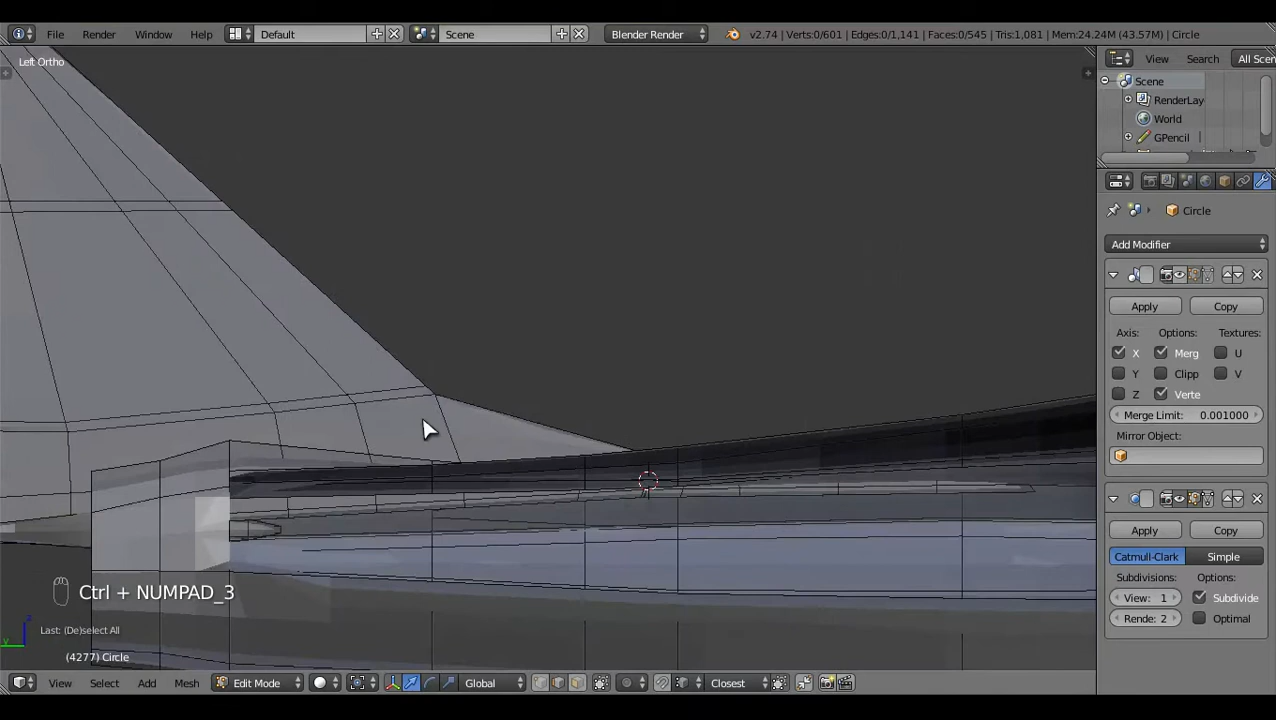 File Render Window Help Default Scene Blender Render v2.74 | Verts:0/601 | Edges:0/1,141 | Faces:0/545 | Tris:1,081 | Mem:24.24M (43.57M) | Circle
Left Ortho
View Search All Scen
Scene
RenderLay
World
GPencil
Circle
Add Modifier
Apply Copy
Axis: Options: Textures:
X Merg U
Y Clipp V
Z Verte
Merge Limit: 0.001000
Mirror Object:
Apply Copy
Catmull-Clark Simple
Subdivisions: Options:
View: 1 Subdivide
Rende: 2 Optimal
Ctrl + NUMPAD_3
Last: (De)select All
z
y
(4277) Circle
View Select Add Mesh Edit Mode Global Closest